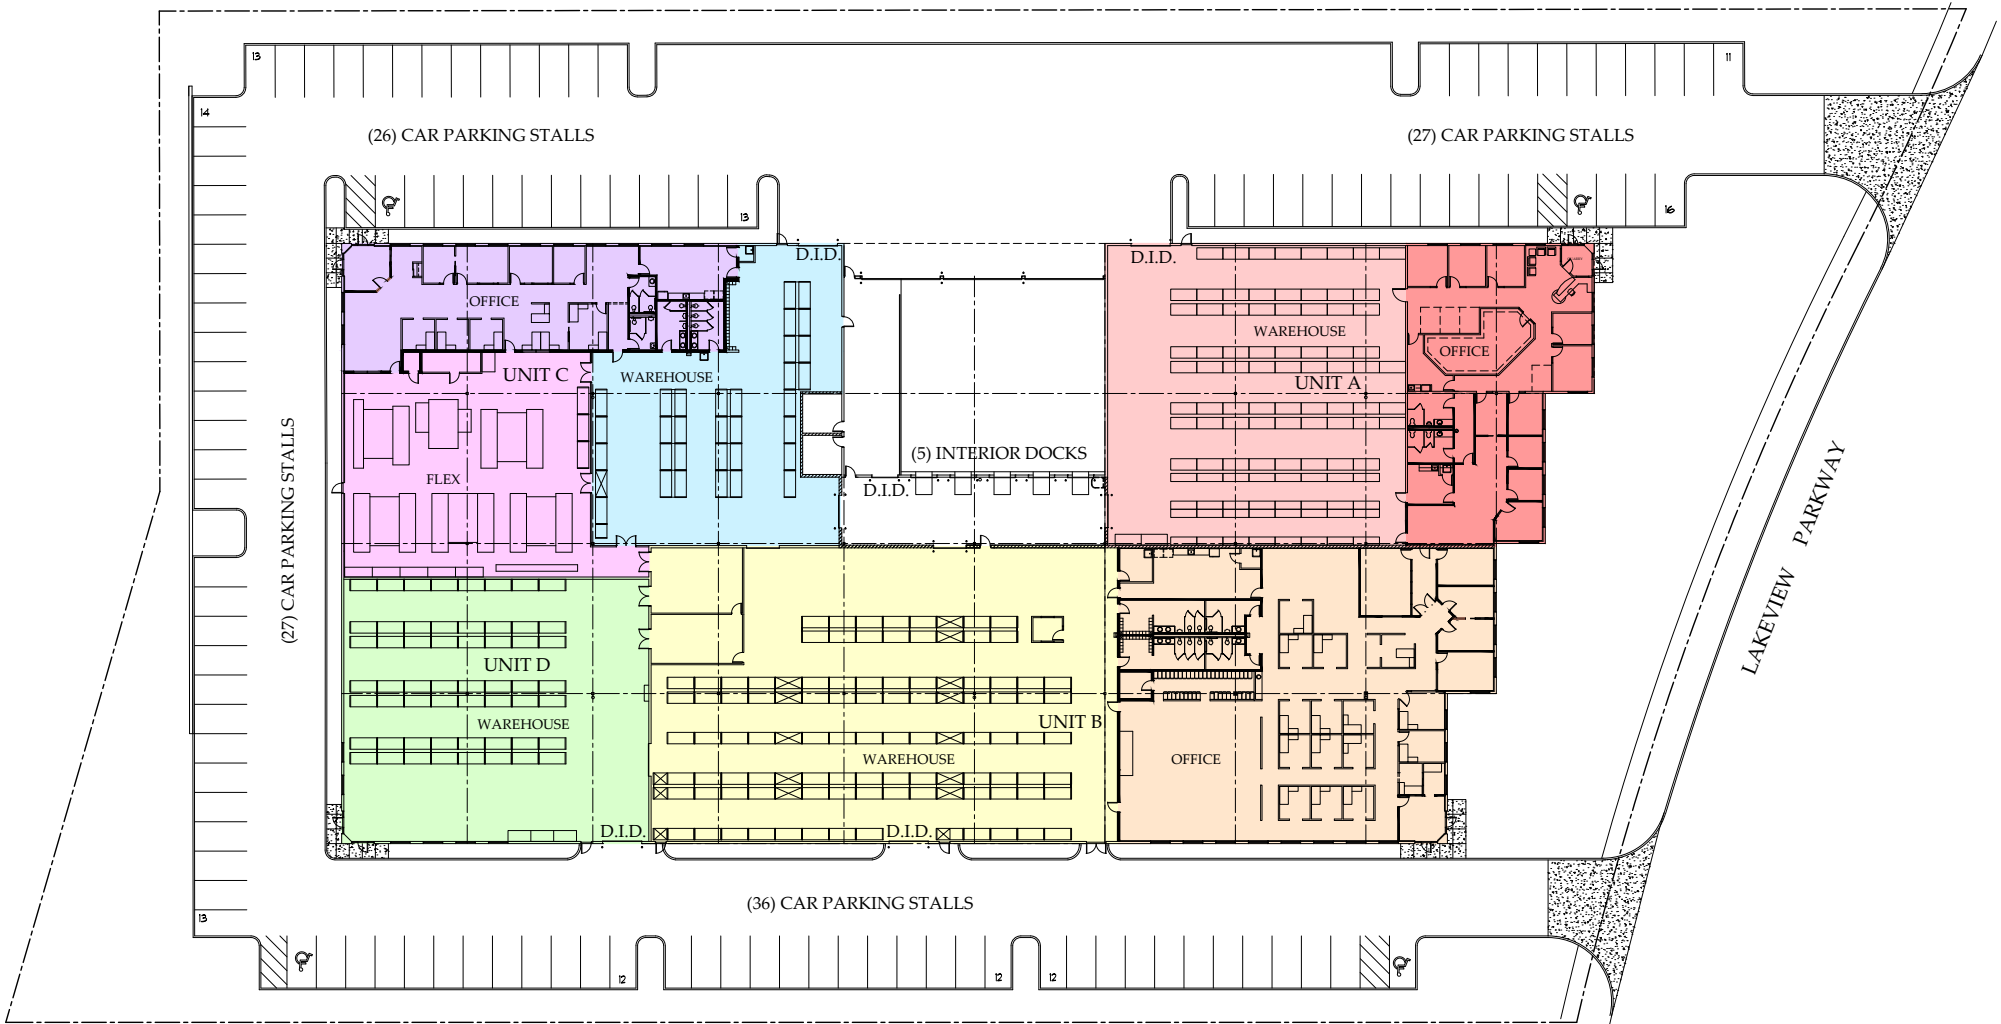 13
11
14
(26) CAR PARKING STALLS
(27) CAR PARKING STALLS
13
16
D.I.D.
D.I.D.
OFFICE
WAREHOUSE
OFFICE
UNIT C
WAREHOUSE
UNIT A
(27) CAR PARKING STALLS
FLEX
(5) INTERIOR DOCKS
D.I.D.
LAKEVIEW PARKWAY
UNIT D
WAREHOUSE
UNIT B
WAREHOUSE
OFFICE
D.I.D.
D.I.D.
(36) CAR PARKING STALLS
13
12
12
12